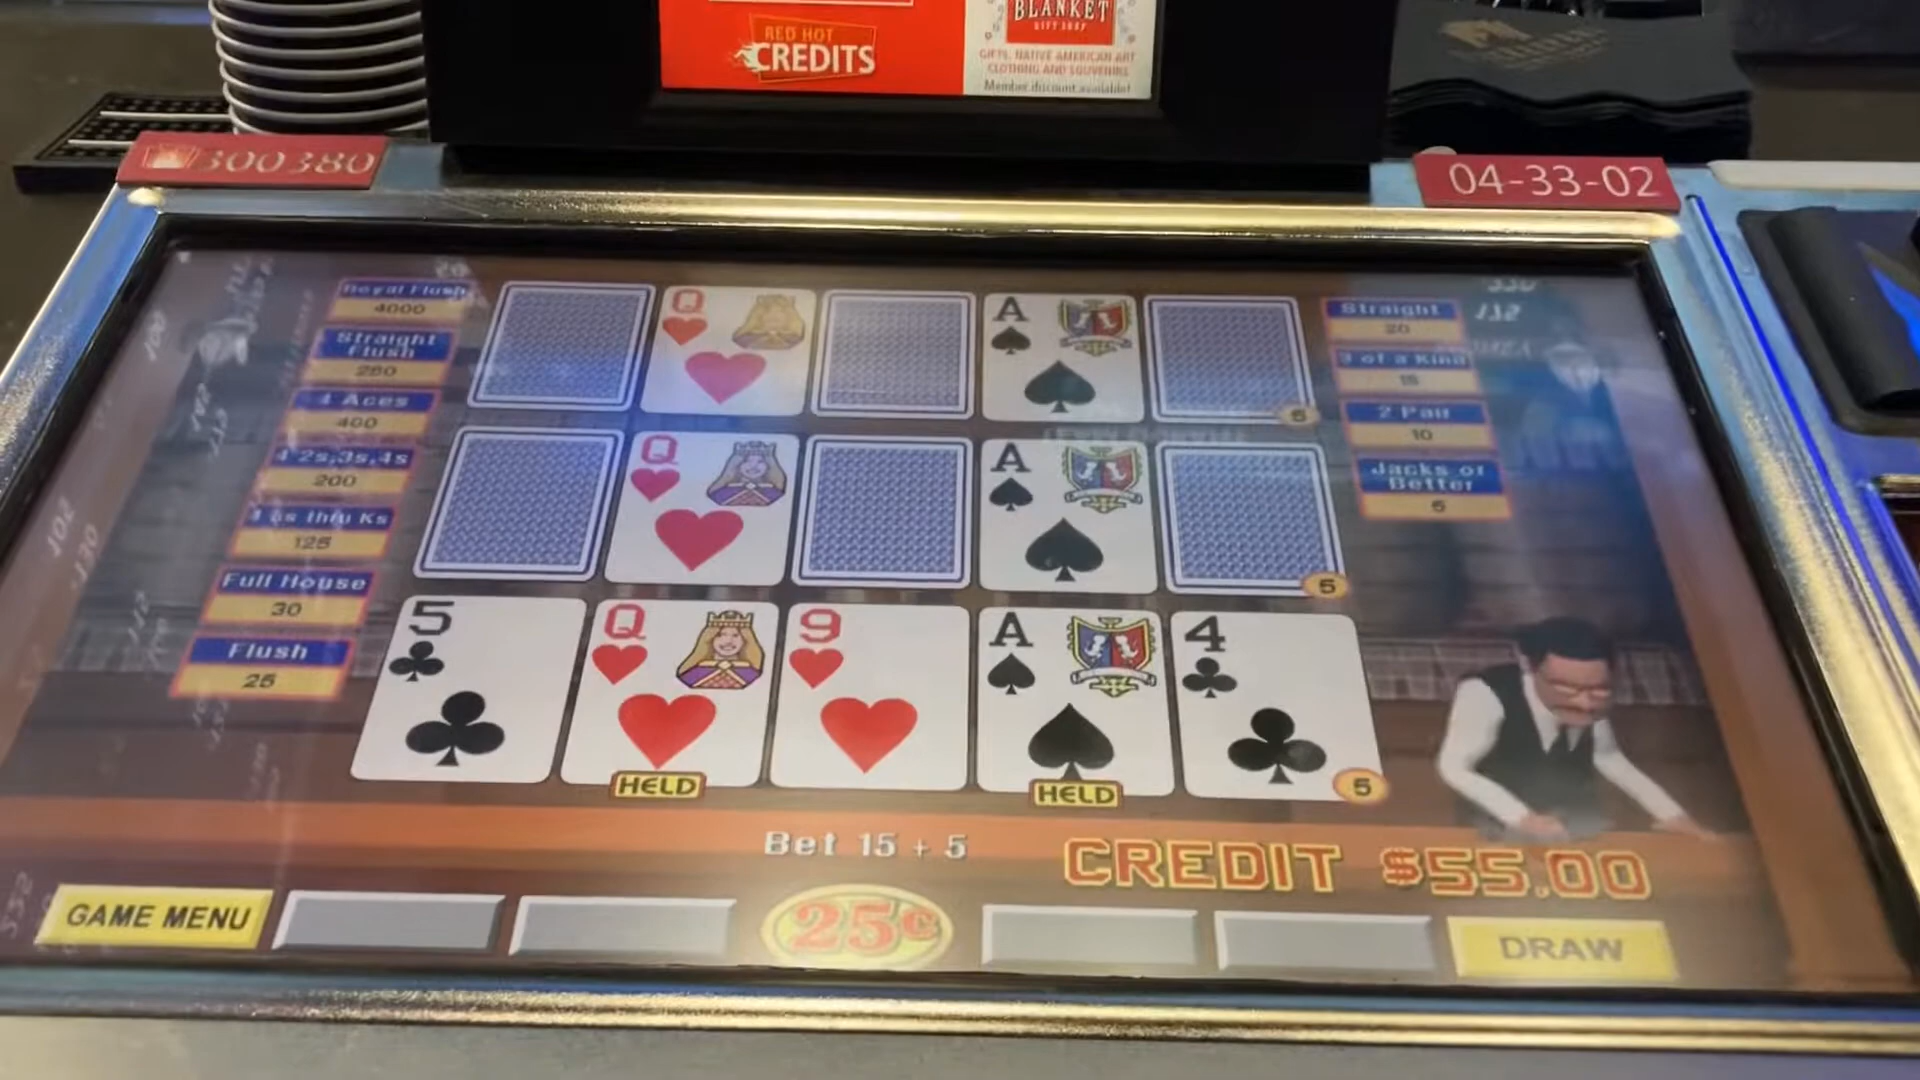 BLANKET
GIFT SHOP
RED HOT
CREDITS
GIFTS, NATIVE AMERICAN ART
CLOTHING AND SOUVENIRS
Member discount available!
300380
04-33-02
Royal Flush
4000
Straight
Flush
250
4 Aces
400
4 2s,3s,4s
200
4 5s thru Ks
125
Full House
30
Flush
25
Q
A
6
Q
A
5
5
Q
9
A
4
HELD
HELD
5
Straight
20
3 of a Kind
15
2 Pair
10
Jacks or
Better
5
Bet 15 + 5
CREDIT $55.00
GAME MENU
25¢
DRAW